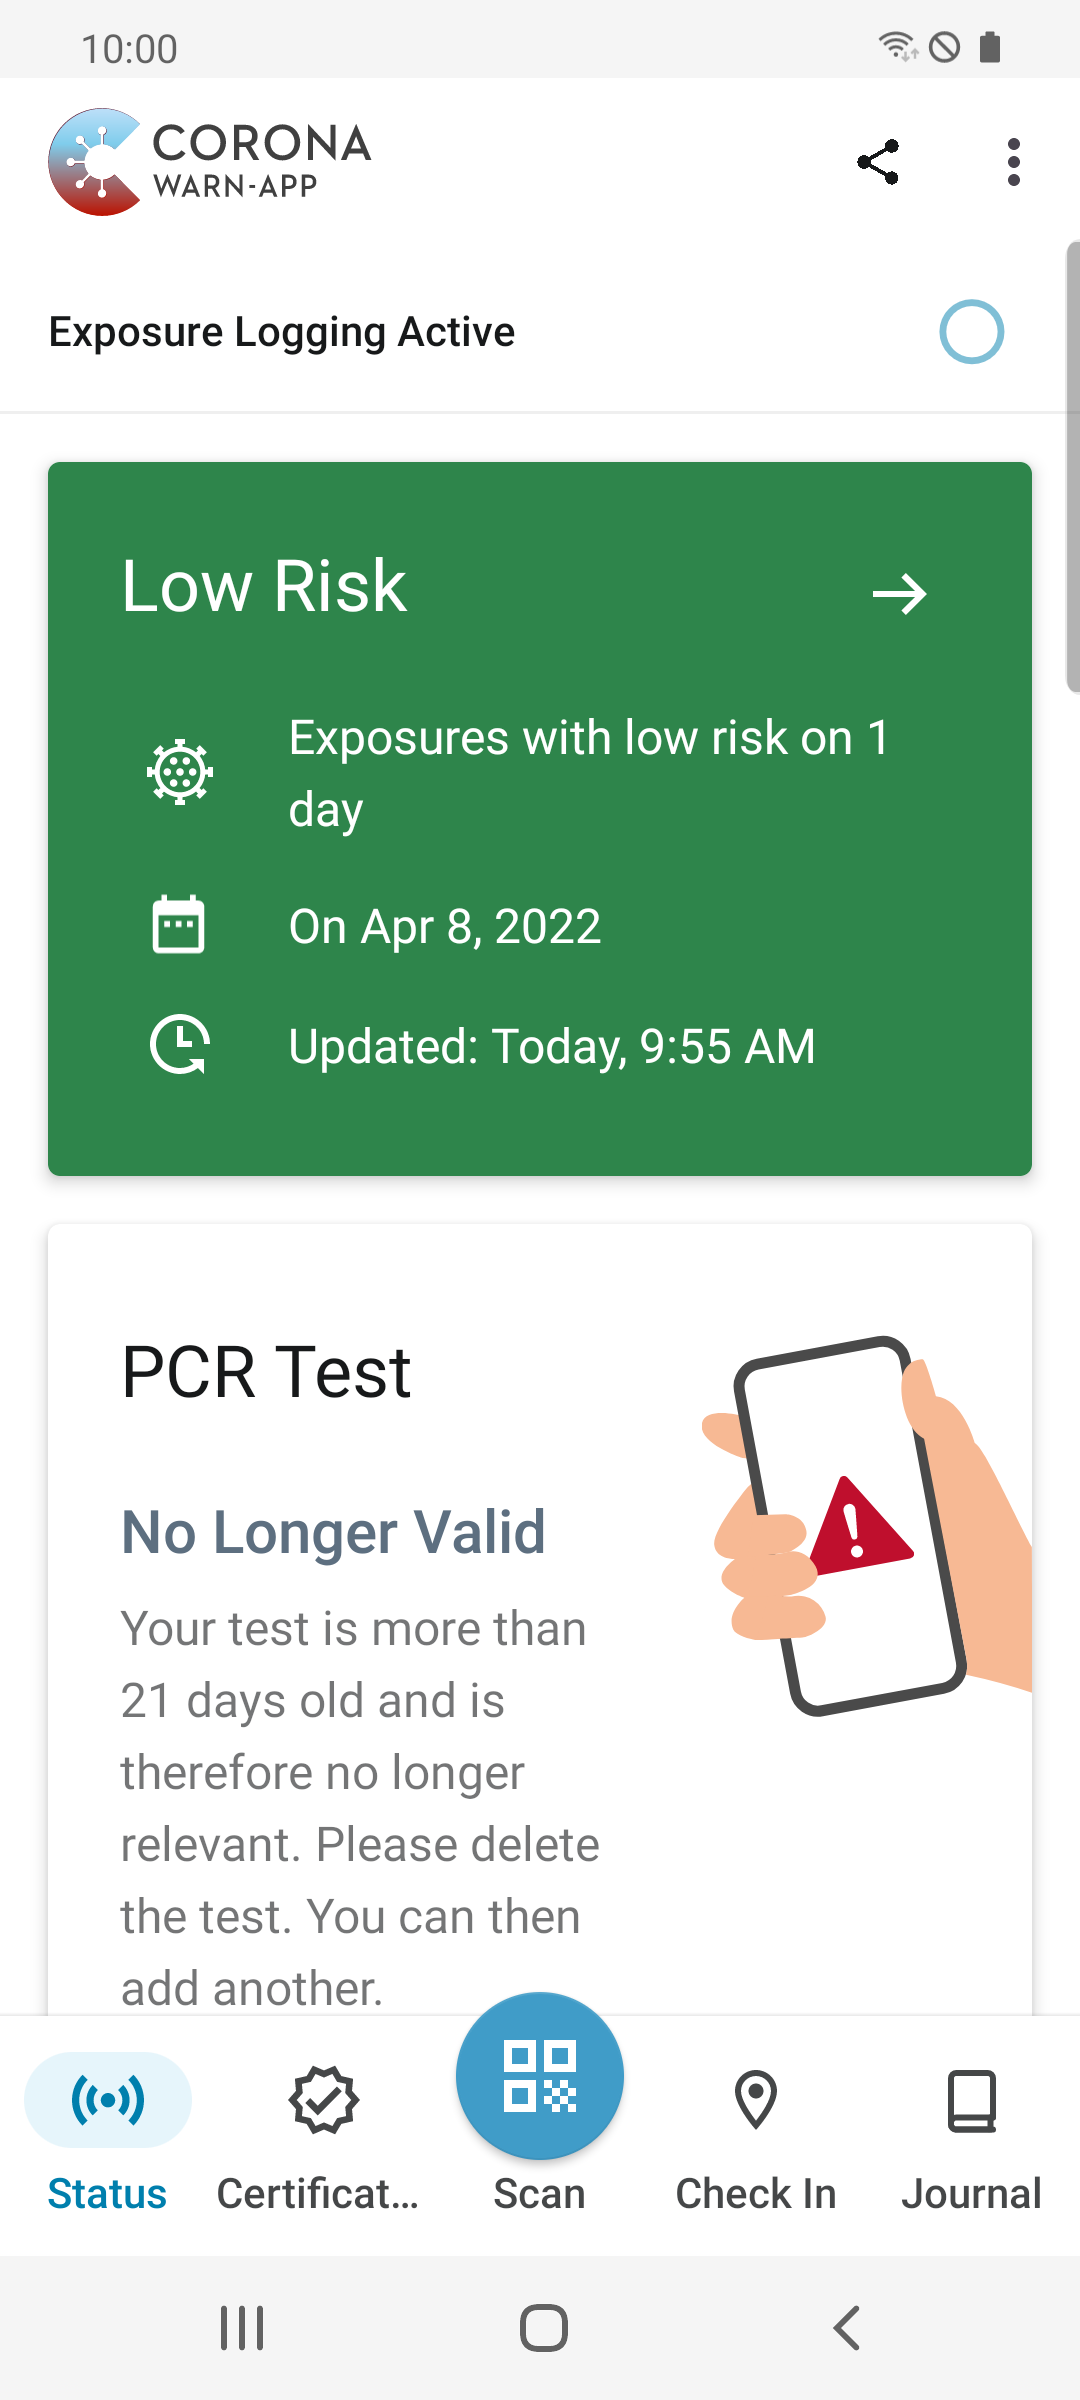 10:00
CORONA
WARN-APP
Exposure Logging Active
Low Risk
Exposures with low risk on 1
day
On Apr 8, 2022
Updated: Today, 9:55 AM
PCR Test
No Longer Valid
Your test is more than
21 days old and is
therefore no longer
relevant. Please delete
the test. You can then
add another.
Status
Certificat...
Scan
Check In
Journal